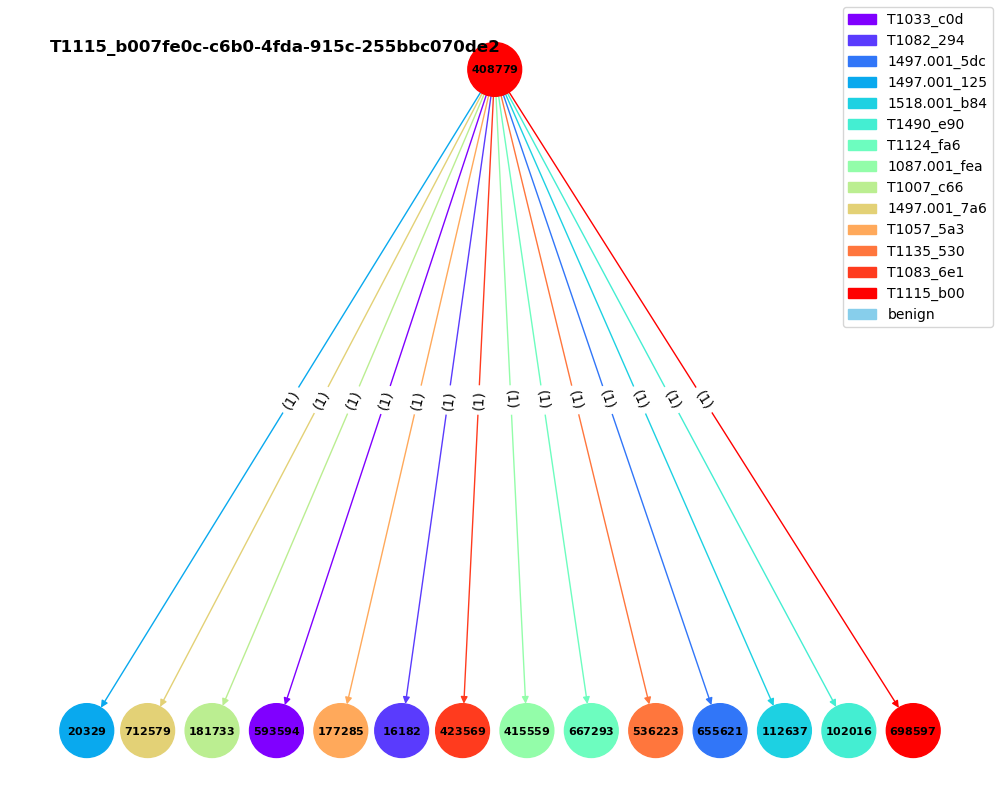 T1115_b007fe0c-c6b0-4fda-915c-255bbc070de2
408779
T1033_c0d
T1082_294
1497.001_5dc
1497.001_125
1518.001_b84
T1490_e90
T1124_fa6
1087.001_fea
T1007_c66
1497.001_7a6
T1057_5a3
T1135_530
T1083_6e1
T1115_b00
benign
(1) (1) (1) (1) (1) (1) (1) (1) (1) (1) (1) (1) (1) (1)
20329 712579 181733 593594 177285 16182 423569 415559 667293 536223 655621 112637 102016 698597